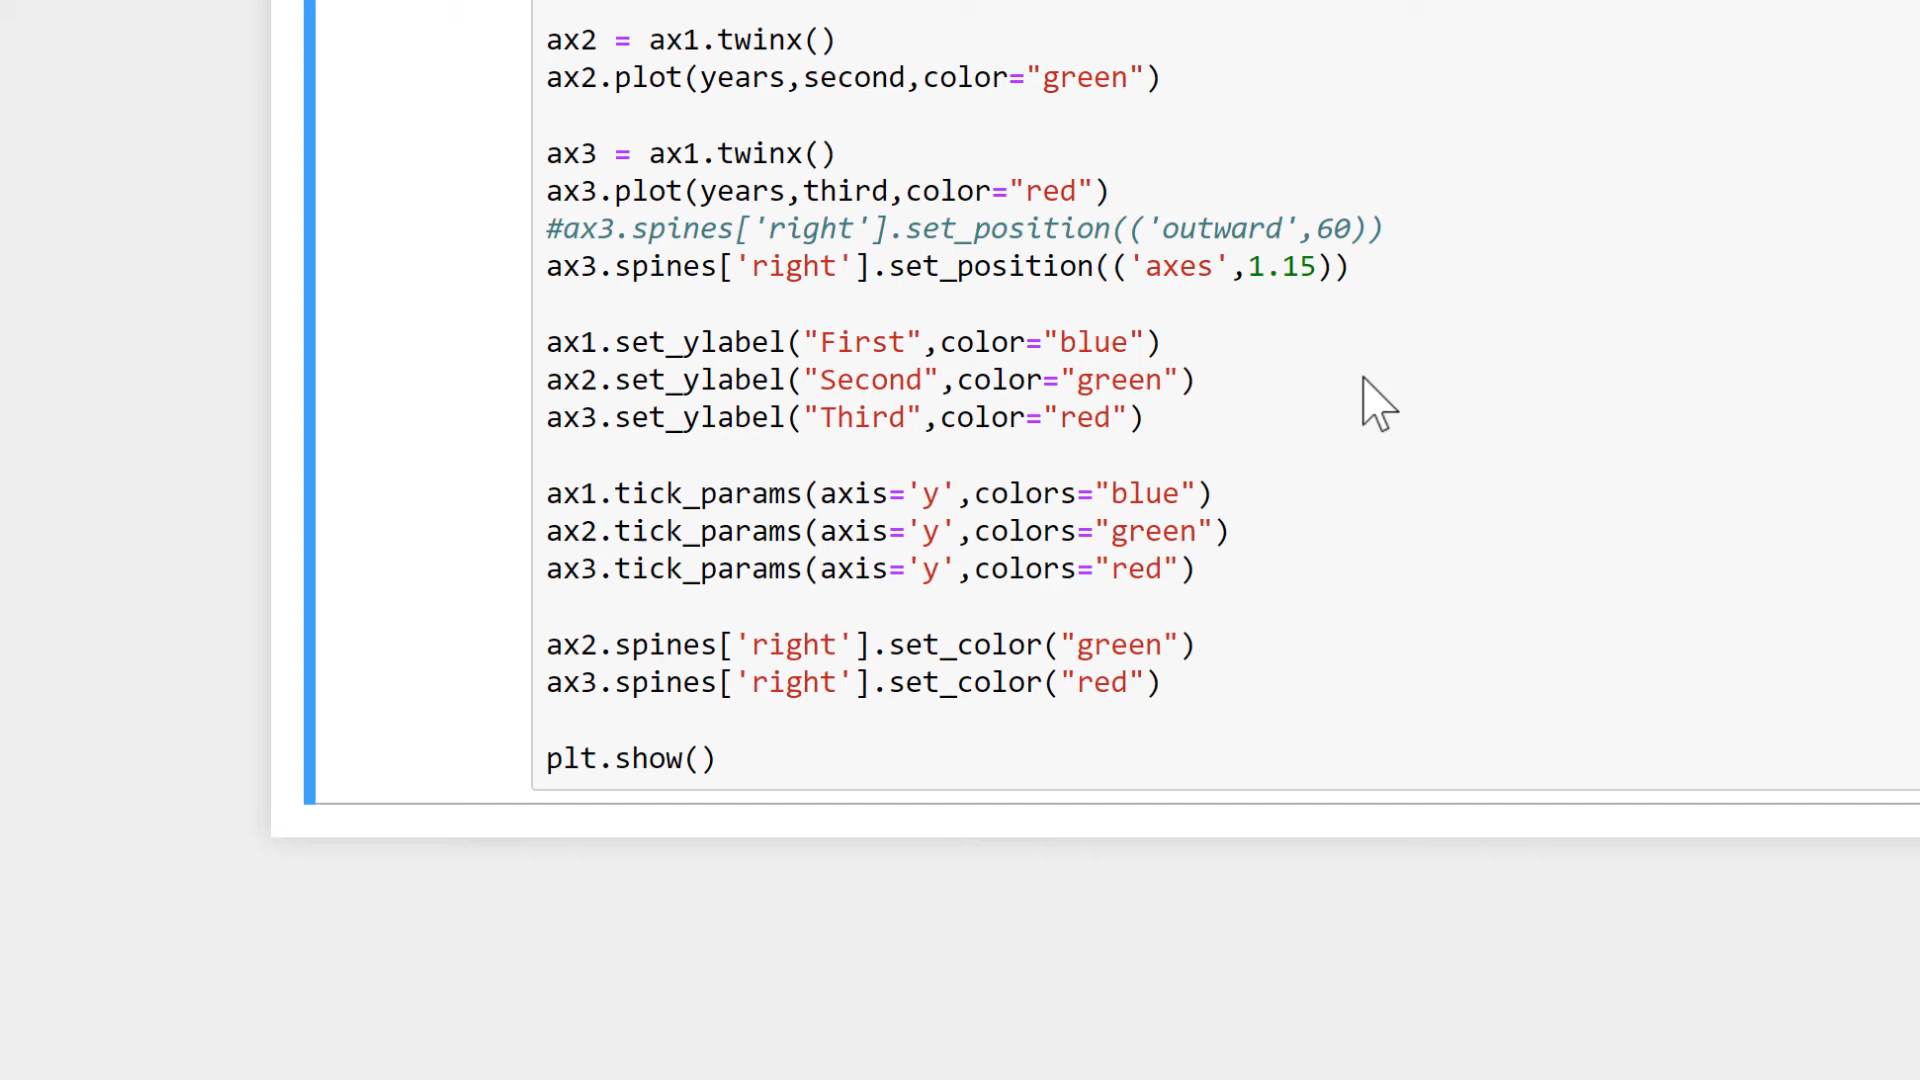 ax2 = ax1.twinx()
ax2.plot(years,second,color="green")
ax3 = ax1.twinx()
ax3.plot(years,third,color="red")
#ax3.spines['right'].set_position(('outward',60))
ax3.spines['right'].set_position(('axes',1.15))
ax1.set_ylabel("First",color="blue")
ax2.set_ylabel("Second",color="green")
ax3.set_ylabel("Third",color="red")
ax1.tick_params(axis='y',colors="blue")
ax2.tick_params(axis='y',colors="green")
ax3.tick_params(axis='y',colors="red")
ax2.spines['right'].set_color("green")
ax3.spines['right'].set_color("red")
plt.show()